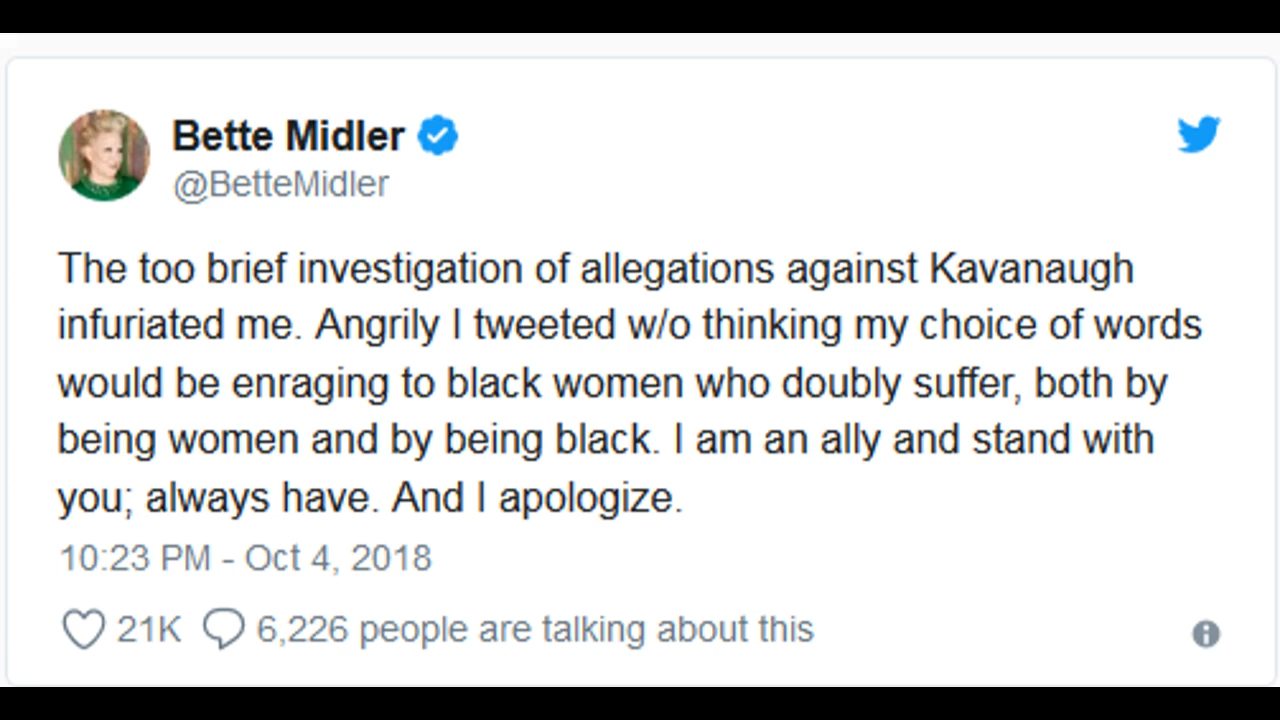 Bette Midler
@BetteMidler
The too brief investigation of allegations against Kavanaugh
infuriated me. Angrily I tweeted w/o thinking my choice of words
would be enraging to black women who doubly suffer, both by
being women and by being black. I am an ally and stand with
you; always have. And I apologize.
10:23 PM - Oct 4, 2018
21K 6,226 people are talking about this